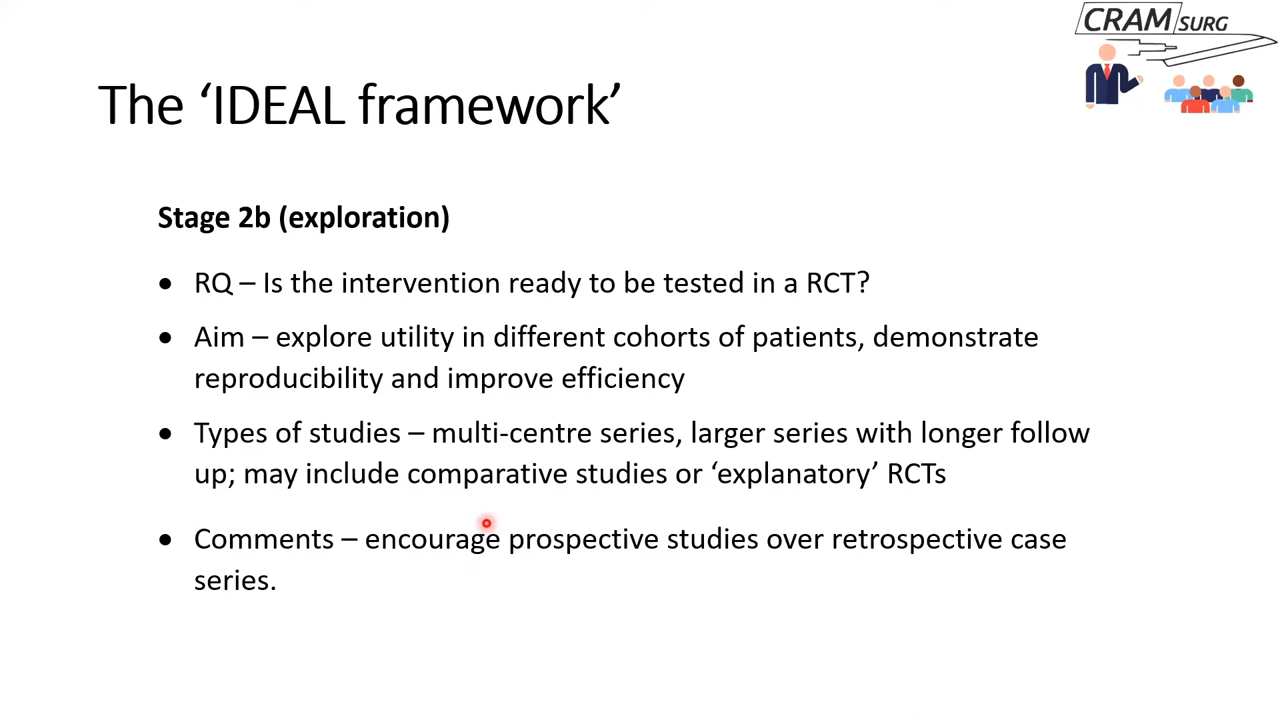 CRAM SURG
The ‘IDEAL framework’
Stage 2b (exploration)
• RQ – Is the intervention ready to be tested in a RCT?
• Aim – explore utility in different cohorts of patients, demonstrate
reproducibility and improve efficiency
• Types of studies – multi-centre series, larger series with longer follow
up; may include comparative studies or ‘explanatory’ RCTs
• Comments – encourage prospective studies over retrospective case
series.